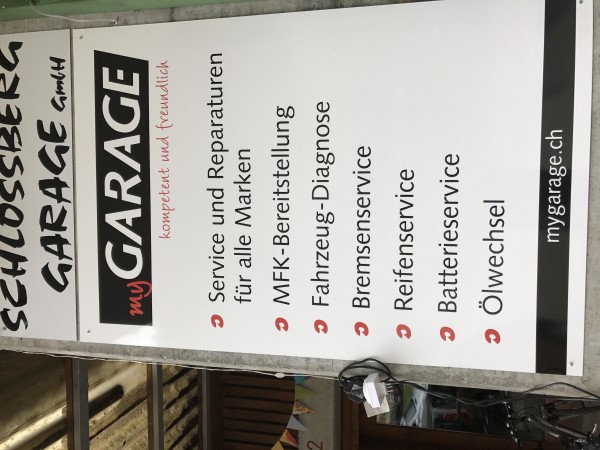 SCHLOSSBERG
GARAGE GmbH
myGARAGE
kompetent und freundlich
Service und Reparaturen
für alle Marken
MFK-Bereitstellung
Fahrzeug-Diagnose
Bremsenservice
Reifenservice
Batterieservice
Ölwechsel
mygarage.ch
2